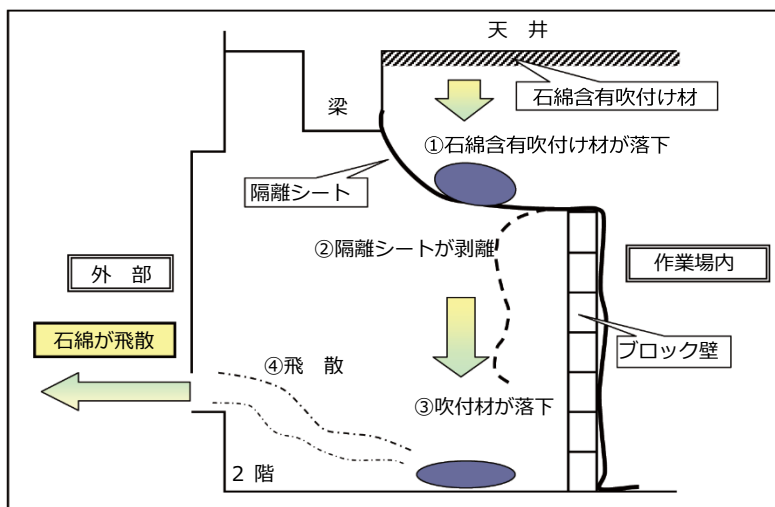 天　井
石綿含有吹付け材
梁
①石綿含有吹付け材が落下
隔離シート
②隔離シートが剥離
外　部
作業場内
石綿が飛散
ブロック壁
④飛　散
③吹付材が落下
２階